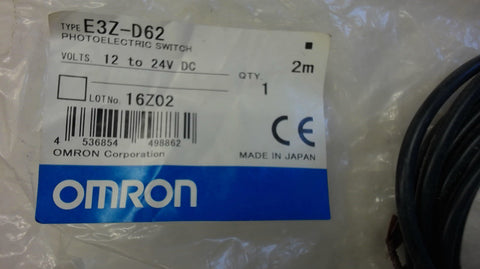 TYPE E3Z-D62
PHOTOELECTRIC SWITCH
VOLTS. 12 to 24V DC
2m
QTY
1
LOT No. 16Z02
4 536854 498862
CE
OMRON Corporation
MADE IN JAPAN
OMRON